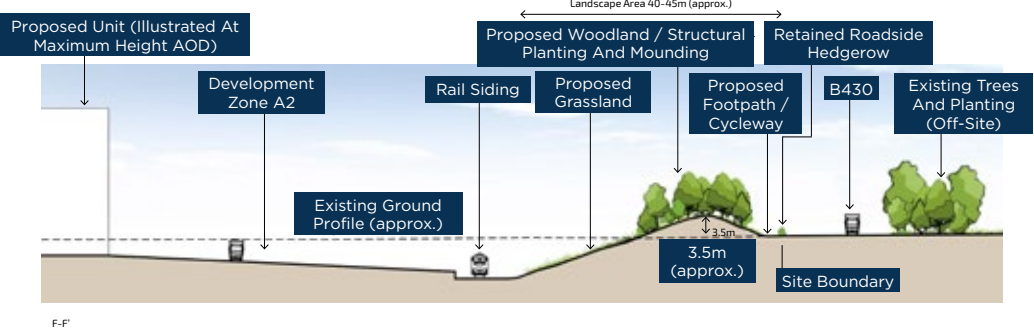 Landscape Area 40-45m (approx.)
Proposed Unit (Illustrated At
Maximum Height AOD)
Proposed Woodland / Structural
Planting And Mounding
Retained Roadside
Hedgerow
Development
Zone A2
Rail Siding
Proposed
Grassland
Proposed
Footpath /
Cycleway
B430
Existing Trees
And Planting
(Off-Site)
Existing Ground
Profile (approx.)
3.5m
3.5m
(approx.)
Site Boundary
F-F'